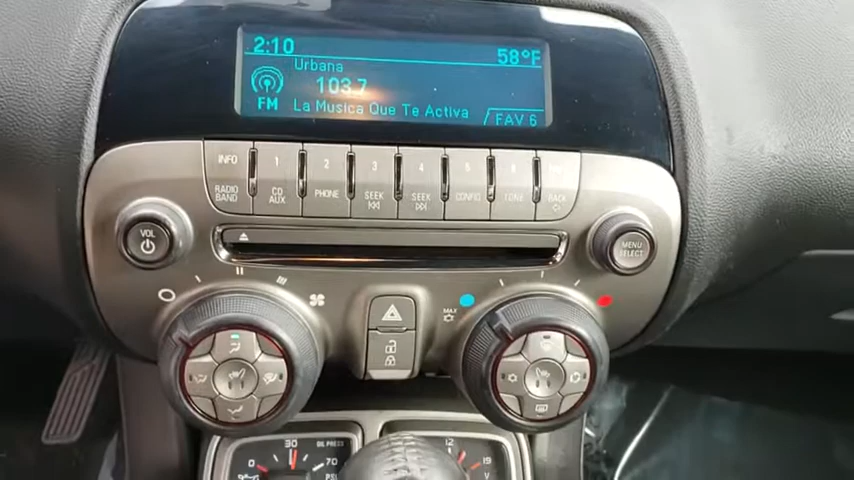 2:10
58°F
Urbana
103.7
FM
La Musica Que Te Activa
FAV 6
INFO
1
2
3
4
5
6
RADIO
BAND
CD
AUX
PHONE
SEEK
SEEK
CONFIG
TONE
BACK
VOL
MENU
SELECT
MAX
30
OIL PRESS
70
PSI
12
19
V